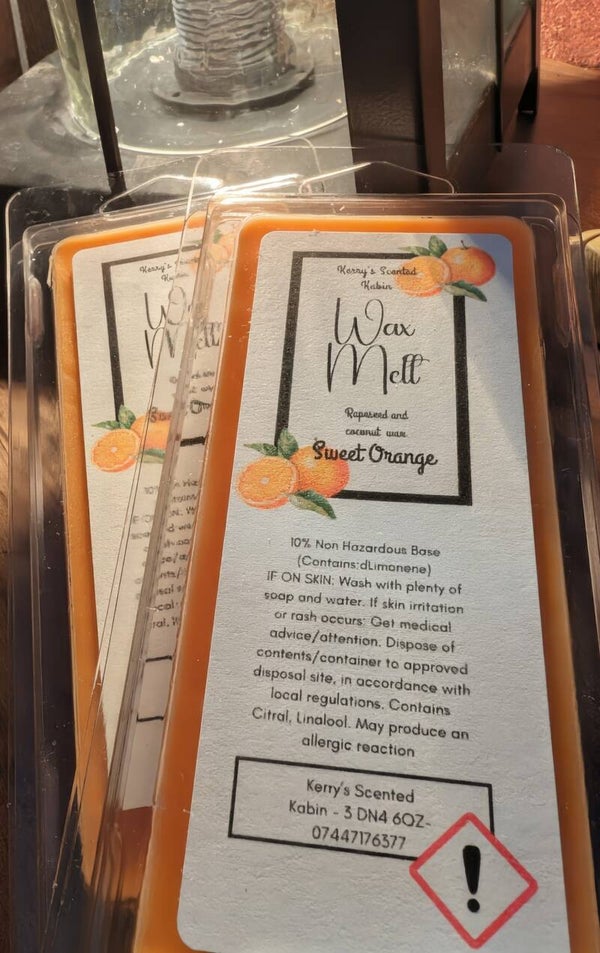 Kerry's Scented
Kabin
Wax
Melt
Rapeseed and
coconut wax
Sweet Orange
10% Non Hazardous Base
(Contains:dLimonene)
IF ON SKIN: Wash with plenty of
soap and water. If skin irritation
or rash occurs: Get medical
advice/attention. Dispose of
contents/container to approved
disposal site, in accordance with
local regulations. Contains
Citral, Linalool. May produce an
allergic reaction
Kerry's Scented
Kabin - 3 DN4 6QZ-
07447176377
!
Kerry's
Wax